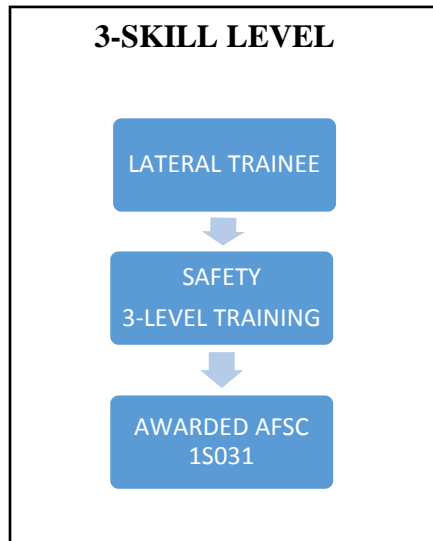 3-SKILL LEVEL
LATERAL TRAINEE
SAFETY
3-LEVEL TRAINING
AWARDED AFSC
1S031